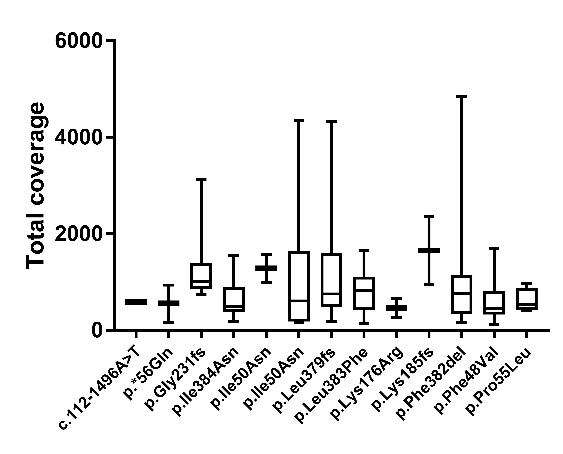 6000
4000
2000
0
Total coverage
c.112-1496A>T
p.*56Gln
p.Gly231fs
p.Ile384Asn
p.Ile50Asn
p.Ile50Asn
p.Leu379fs
p.Leu383Phe
p.Lys176Arg
p.Lys185fs
p.Phe382del
p.Phe48Val
p.Pro55Leu